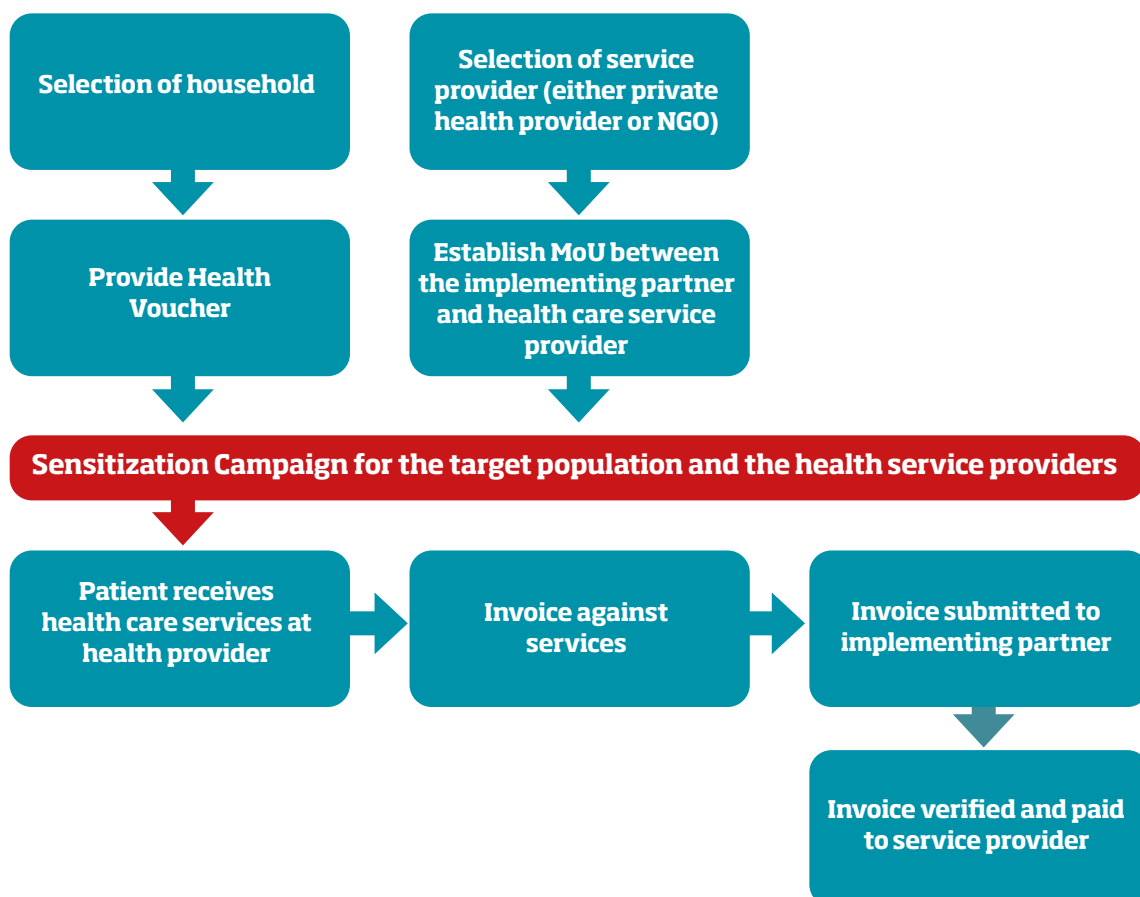 Selection of household
Selection of service
provider (either private
health provider or NGO)
Provide Health
Voucher
Establish MoU between
the implementing partner
and health care service
provider
Sensitization Campaign for the target population and the health service providers
Patient receives
health care services at
health provider
Invoice against
services
Invoice submitted to
implementing partner
Invoice verified and paid
to service provider